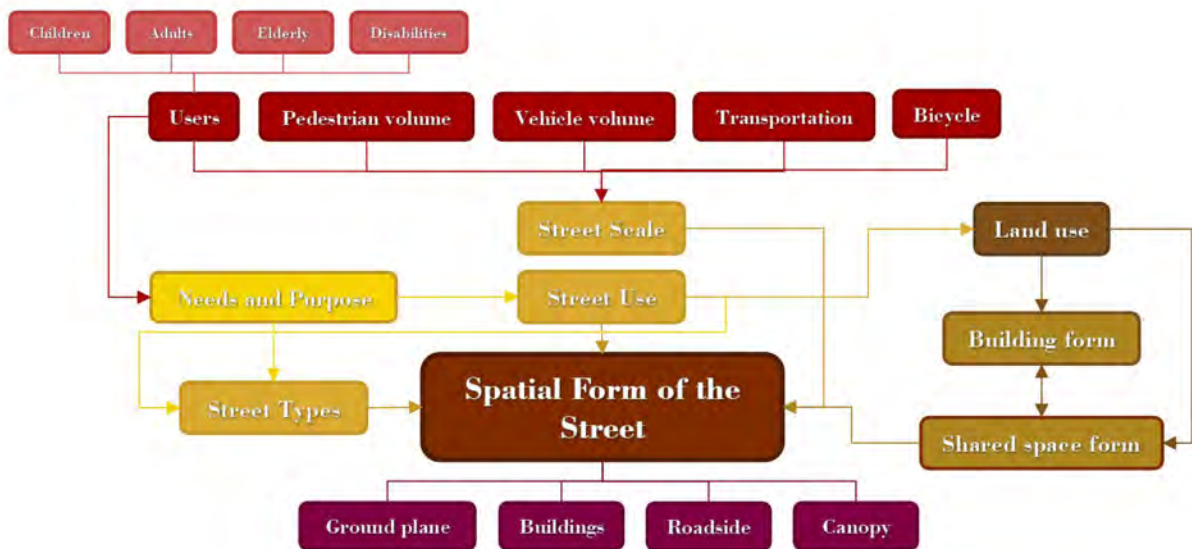 Children
Adults
Elderly
Disabilities
Users
Pedestrian volume
Vehicle volume
Transportation
Bicycle
Street Scale
Land use
Needs and Purpose
Street Use
Building form
Spatial Form of the
Street
Street Types
Shared space form
Ground plane
Buildings
Roadside
Canopy